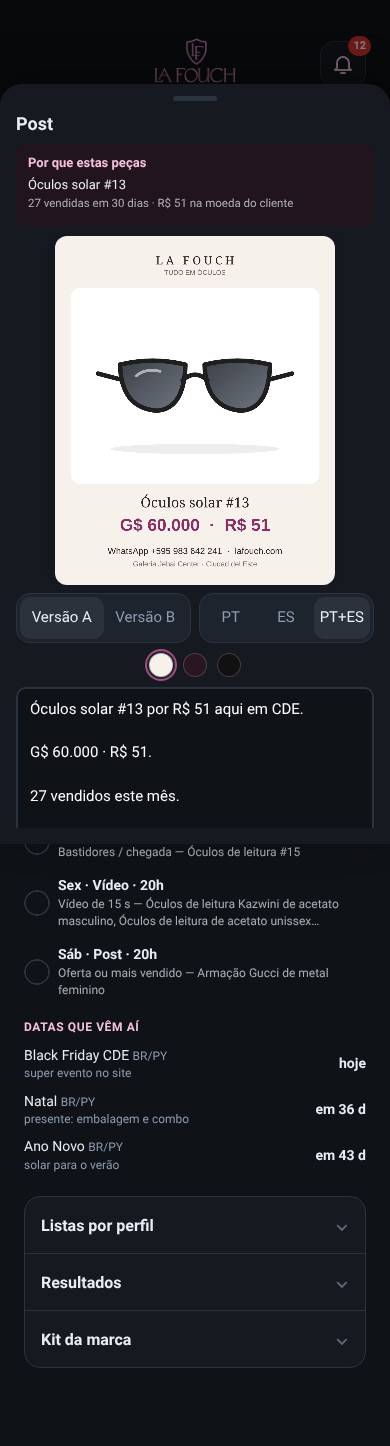 12
LA FOUCH
Post
Por que estas peças
Óculos solar #13
27 vendidas em 30 dias · R$ 51 na moeda do cliente
LA FOUCH
TUDO EM ÓCULOS
Óculos solar #13
G$ 60.000 · R$ 51
WhatsApp +595 983 642 241 · lafouch.com
Galeria Jebai Center · Ciudad del Este
Versão A
Versão B
PT
ES
PT+ES
Óculos solar #13 por R$ 51 aqui em CDE.
G$ 60.000 · R$ 51.
27 vendidos este mês.
Bastidores / chegada — Óculos de leitura #15
Sex · Vídeo · 20h
Vídeo de 15 s — Óculos de leitura Kazwini de acetato
masculino, Óculos de leitura de acetato unissex…
Sáb · Post · 20h
Oferta ou mais vendido — Armação Gucci de metal
feminino
DATAS QUE VÊM AÍ
Black Friday CDE BR/PY
super evento no site
hoje
Natal BR/PY
presente: embalagem e combo
em 36 d
Ano Novo BR/PY
solar para o verão
em 43 d
Listas por perfil
Resultados
Kit da marca